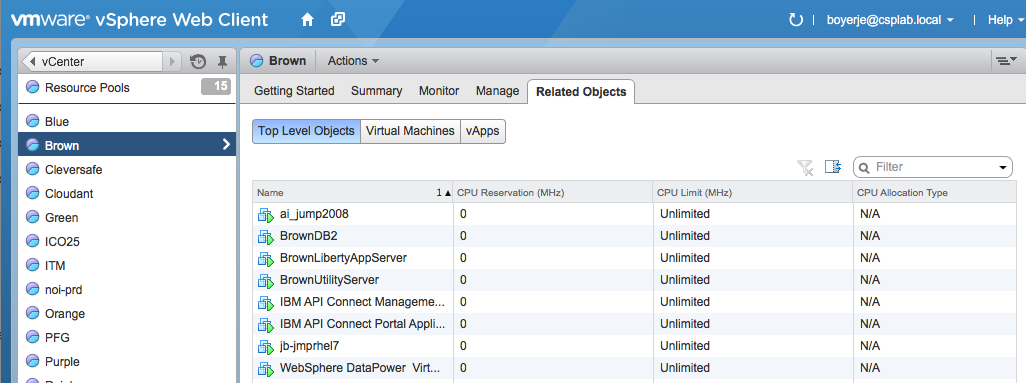 vmware® vSphere Web Client
boyerje@csplab.local
Help
vCenter
Brown
Actions
Resource Pools 15
Getting Started Summary Monitor Manage Related Objects
Blue
Brown
Cleversafe
Cloudant
Green
ICO25
ITM
noi-prd
Orange
PFG
Purple
Top Level Objects Virtual Machines vApps
Filter
Name 1 CPU Reservation (MHz) CPU Limit (MHz) CPU Allocation Type
ai_jump2008 0 Unlimited N/A
BrownDB2 0 Unlimited N/A
BrownLibertyAppServer 0 Unlimited N/A
BrownUtilityServer 0 Unlimited N/A
IBM API Connect Manageme... 0 Unlimited N/A
IBM API Connect Portal Appli... 0 Unlimited N/A
jb-jmprhel7 0 Unlimited N/A
WebSphere DataPower Virt... 0 Unlimited N/A